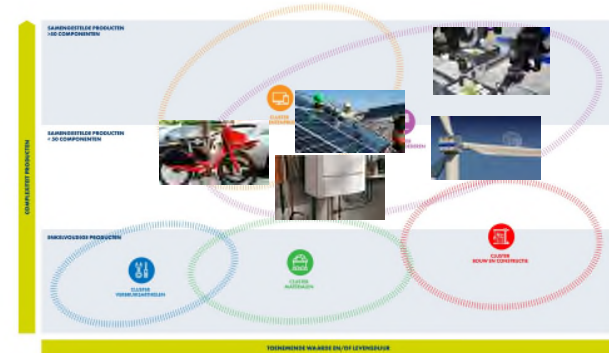 SAMENGESTELDE PRODUCTEN
>50 COMPONENTEN
CLUSTER
SAMENGESTELDE PRODUCTEN
< 50 COMPONENTEN
COMPLEXITEIT PRODUCTEN
ENKELVOUDIGE PRODUCTEN
CLUSTER
BOUW EN CONSTRUCTIE
CLUSTER
MATERIALEN
CLUSTER
VERBRUIKSARTIKELEN
TOENEMENDE WAARDE EN/OF LEVENSDUUR